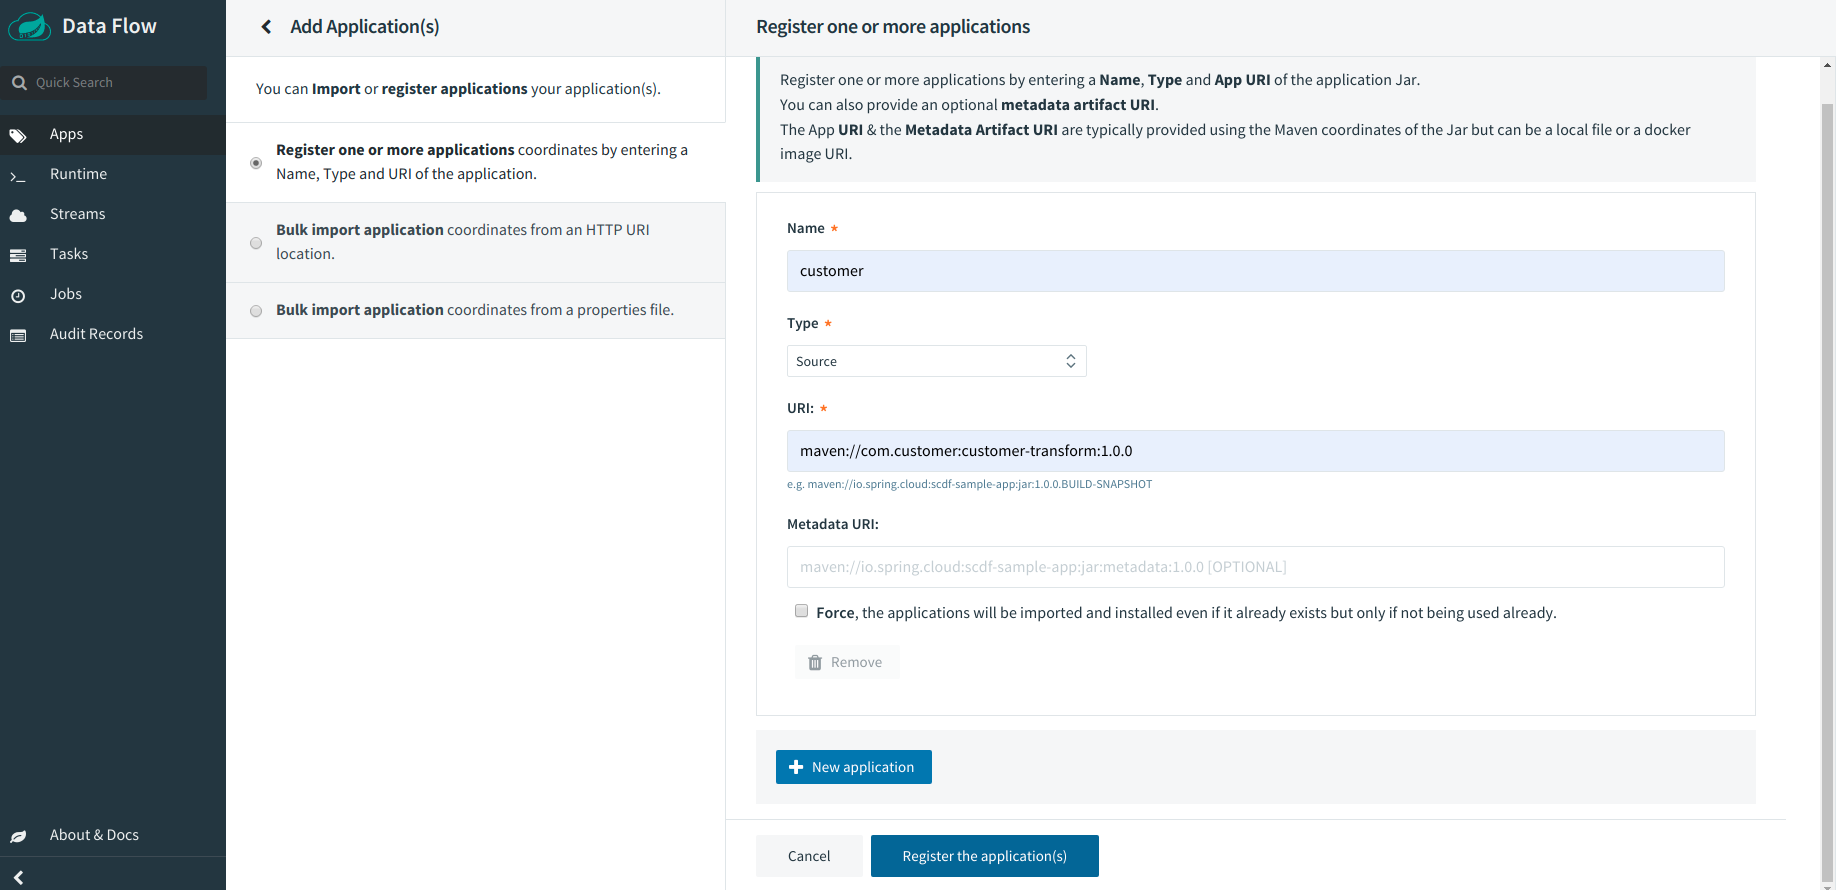 Data Flow
Quick Search
Apps
Runtime
Streams
Tasks
Jobs
Audit Records
About & Docs
Add Application(s)
You can Import or register applications your application(s).
Register one or more applications coordinates by entering a
Name, Type and URI of the application.
Bulk import application coordinates from an HTTP URI
location.
Bulk import application coordinates from a properties file.
Register one or more applications
Register one or more applications by entering a Name, Type and App URI of the application Jar.
You can also provide an optional metadata artifact URI.
The App URI & the Metadata Artifact URI are typically provided using the Maven coordinates of the Jar but can be a local file or a docker
image URI.
Name *
customer
Type *
Source
URI: *
maven://com.customer:customer-transform:1.0.0
e.g. maven://io.spring.cloud:scdf-sample-app:jar:1.0.0.BUILD-SNAPSHOT
Metadata URI:
maven://io.spring.cloud:scdf-sample-app:jar:metadata:1.0.0 [OPTIONAL]
Force, the applications will be imported and installed even if it already exists but only if not being used already.
Remove
New application
Cancel
Register the application(s)